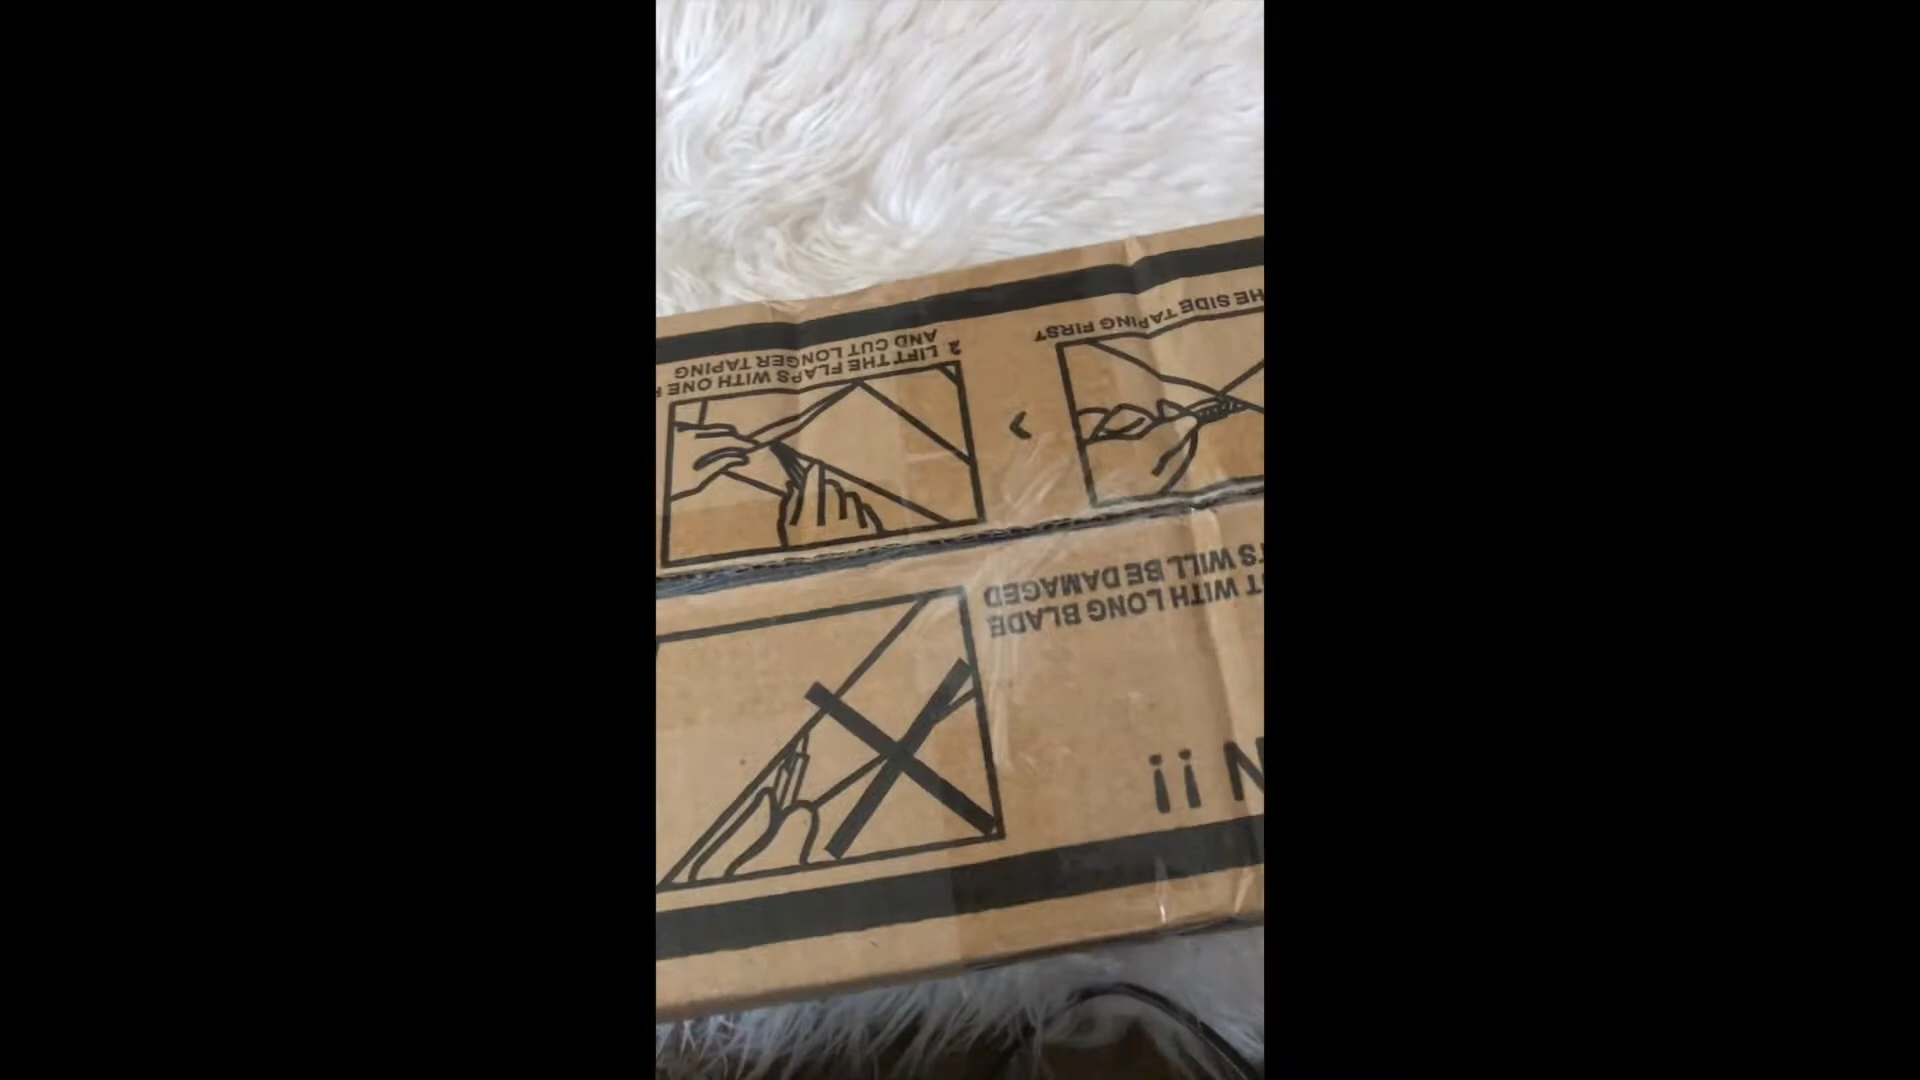 HE SIDE TAPING FIRST
<
2 LIFT THE FLAPS WITH ONE
AND CUT LONGER TAPING
N !!
T WITH LONG BLADE
TS WILL BE DAMAGED